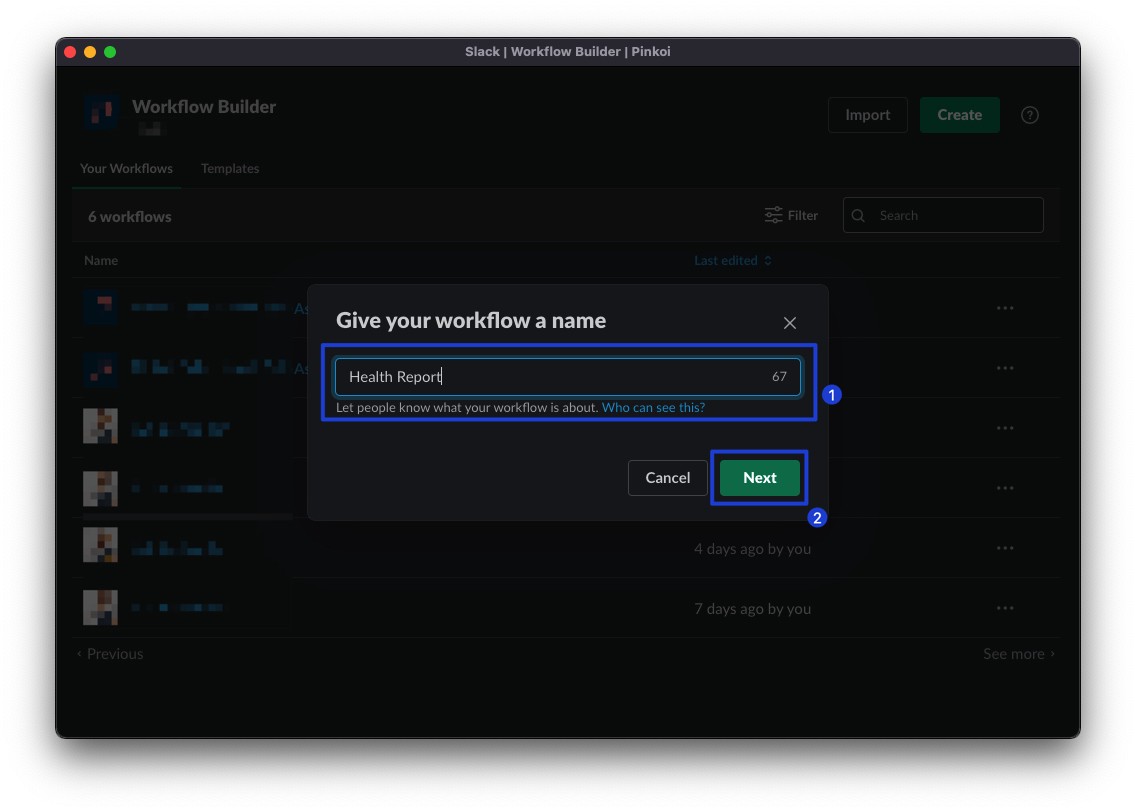 Slack | Workflow Builder | Pinkoi
Workflow Builder
Import
Create
?
Your Workflows
Templates
6 workflows
Filter
Search
Name
Last edited
As
As
Give your workflow a name
Health Report
67
Let people know what your workflow is about. Who can see this?
1
Cancel
Next
2
4 days ago by you
7 days ago by you
‹ Previous
See more ›